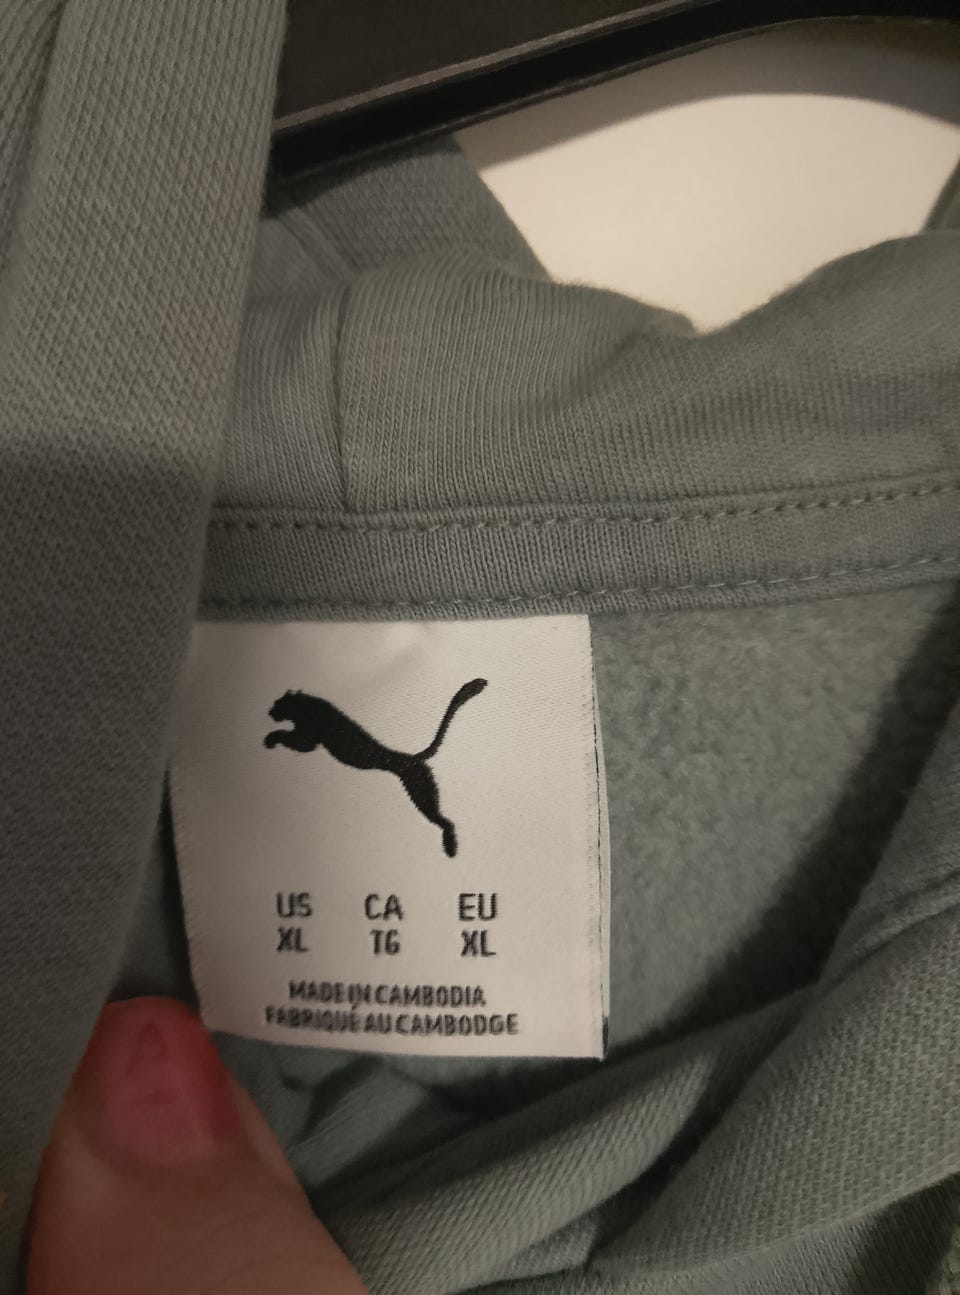 US CA EU
XL TG XL
MADE IN CAMBODIA
FABRIQUÉ AU CAMBODGE